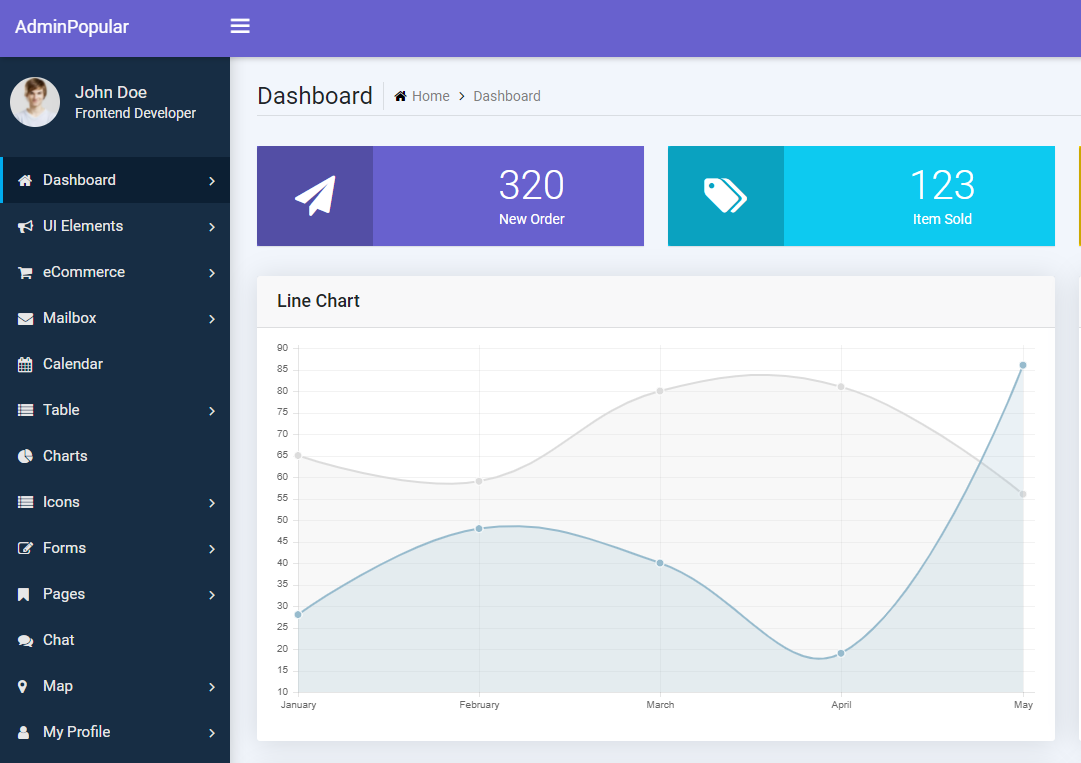 AdminPopular
John Doe
Frontend Developer
Dashboard
UI Elements
eCommerce
Mailbox
Calendar
Table
Charts
Icons
Forms
Pages
Chat
Map
My Profile
Dashboard Home > Dashboard
320
New Order
123
Item Sold
Line Chart
90
85
80
75
70
65
60
55
50
45
40
35
30
25
20
15
10
January February March April May